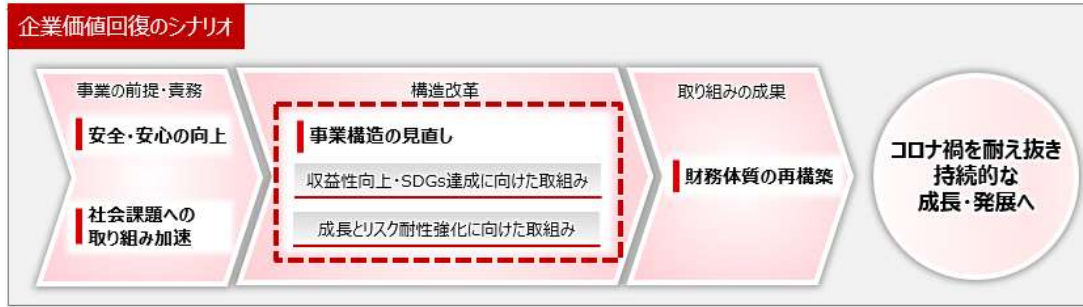 企業価値回復のシナリオ
事業の前提・責務
安全・安心の向上
社会課題への
取り組み加速
構造改革
事業構造の見直し
収益性向上・SDGs達成に向けた取組み
成長とリスク耐性強化に向けた取組み
取り組みの成果
財務体質の再構築
コロナ禍を耐え抜き
持続的な
成長・発展へ